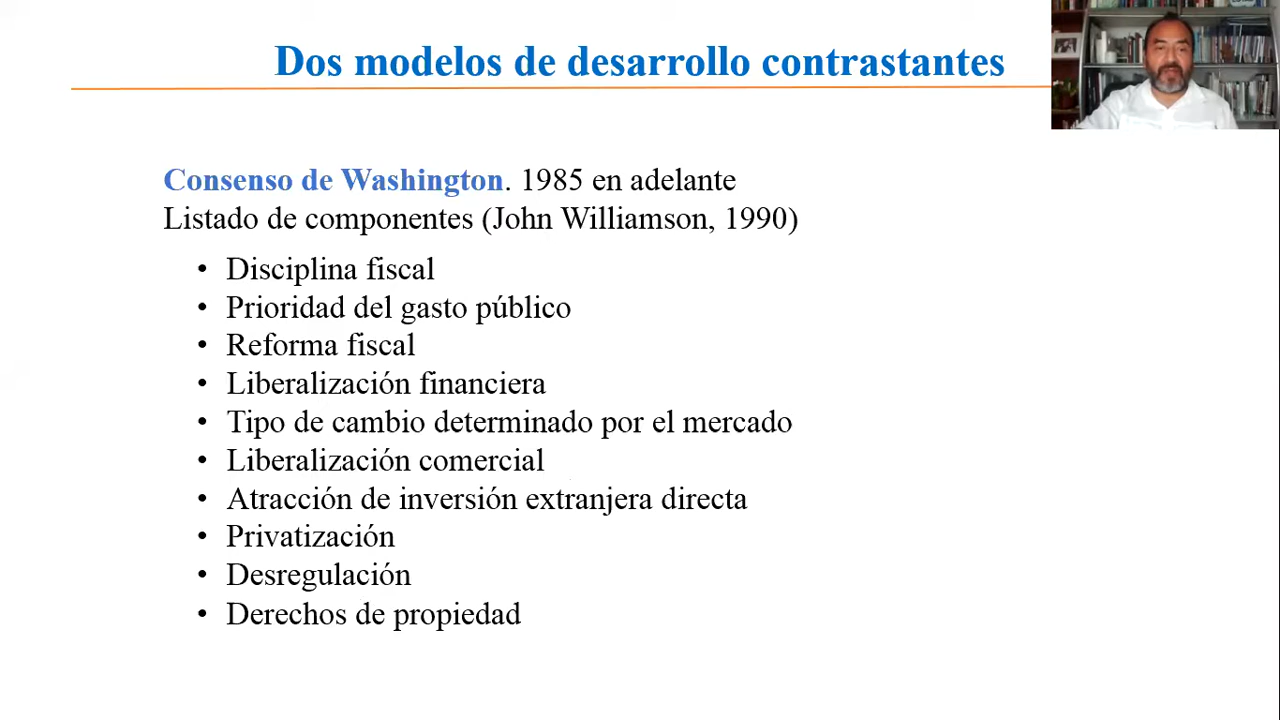 Dos modelos de desarrollo contrastantes
Consenso de Washington. 1985 en adelante
Listado de componentes (John Williamson, 1990)
• Disciplina fiscal
• Prioridad del gasto público
• Reforma fiscal
• Liberalización financiera
• Tipo de cambio determinado por el mercado
• Liberalización comercial
• Atracción de inversión extranjera directa
• Privatización
• Desregulación
• Derechos de propiedad